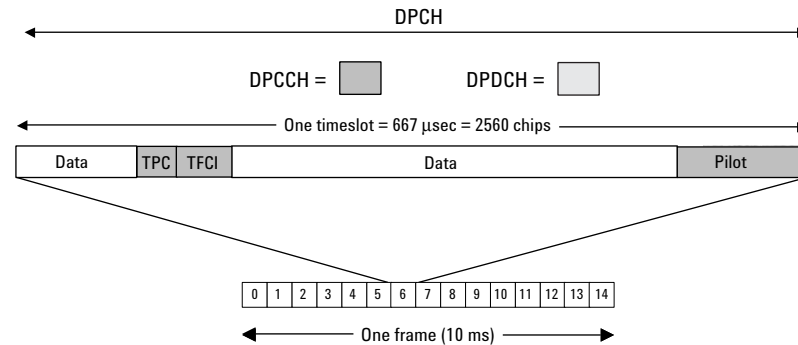 DPCH
DPCCH =
DPDCH =
One timeslot = 667 µsec = 2560 chips
Data TPC TFCI Data Pilot
0 1 2 3 4 5 6 7 8 9 10 11 12 13 14
One frame (10 ms)